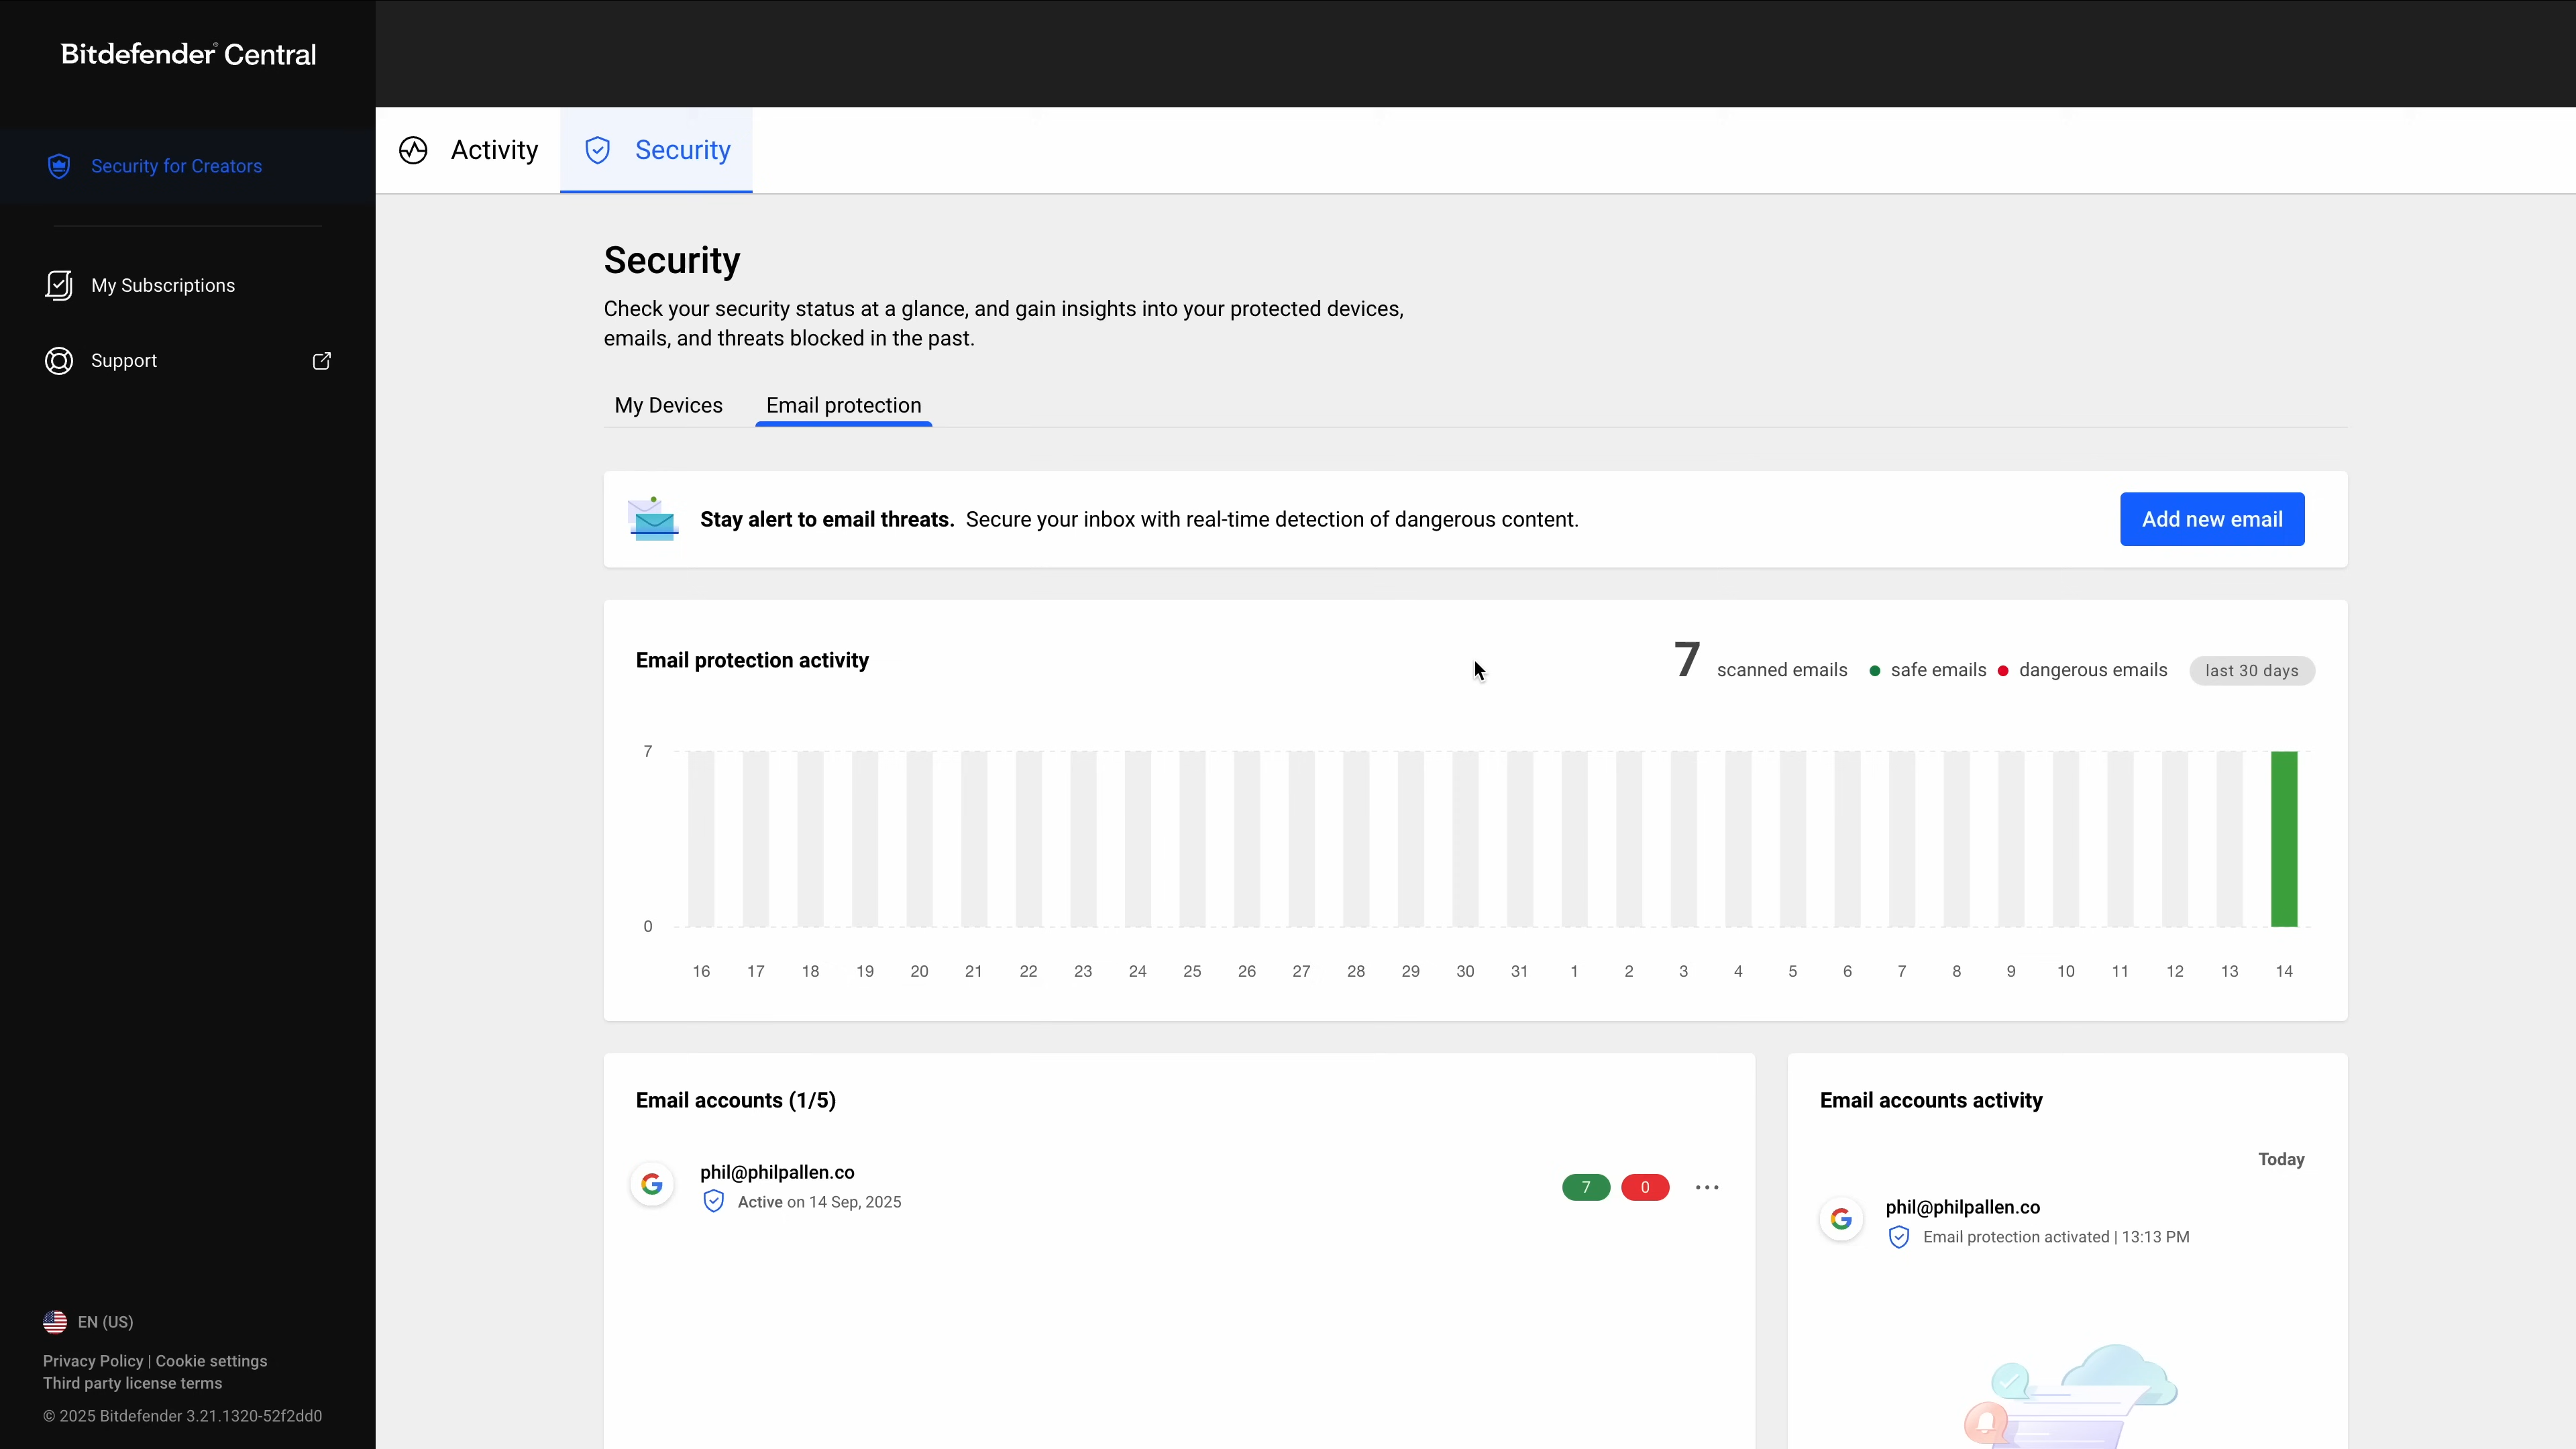 Bitdefender® Central
Security for Creators
My Subscriptions
Support
EN (US)
Privacy Policy | Cookie settings
Third party license terms
© 2025 Bitdefender 3.21.1320-52f2dd0
Activity
Security
Security
Check your security status at a glance, and gain insights into your protected devices,
emails, and threats blocked in the past.
My Devices
Email protection
Stay alert to email threats. Secure your inbox with real-time detection of dangerous content.
Add new email
Email protection activity
7 scanned emails
safe emails
dangerous emails
last 30 days
7
0
16 17 18 19 20 21 22 23 24 25 26 27 28 29 30 31 1 2 3 4 5 6 7 8 9 10 11 12 13 14
Email accounts (1/5)
phil@philpallen.co
Active on 14 Sep, 2025
7
0
Email accounts activity
Today
phil@philpallen.co
Email protection activated | 13:13 PM